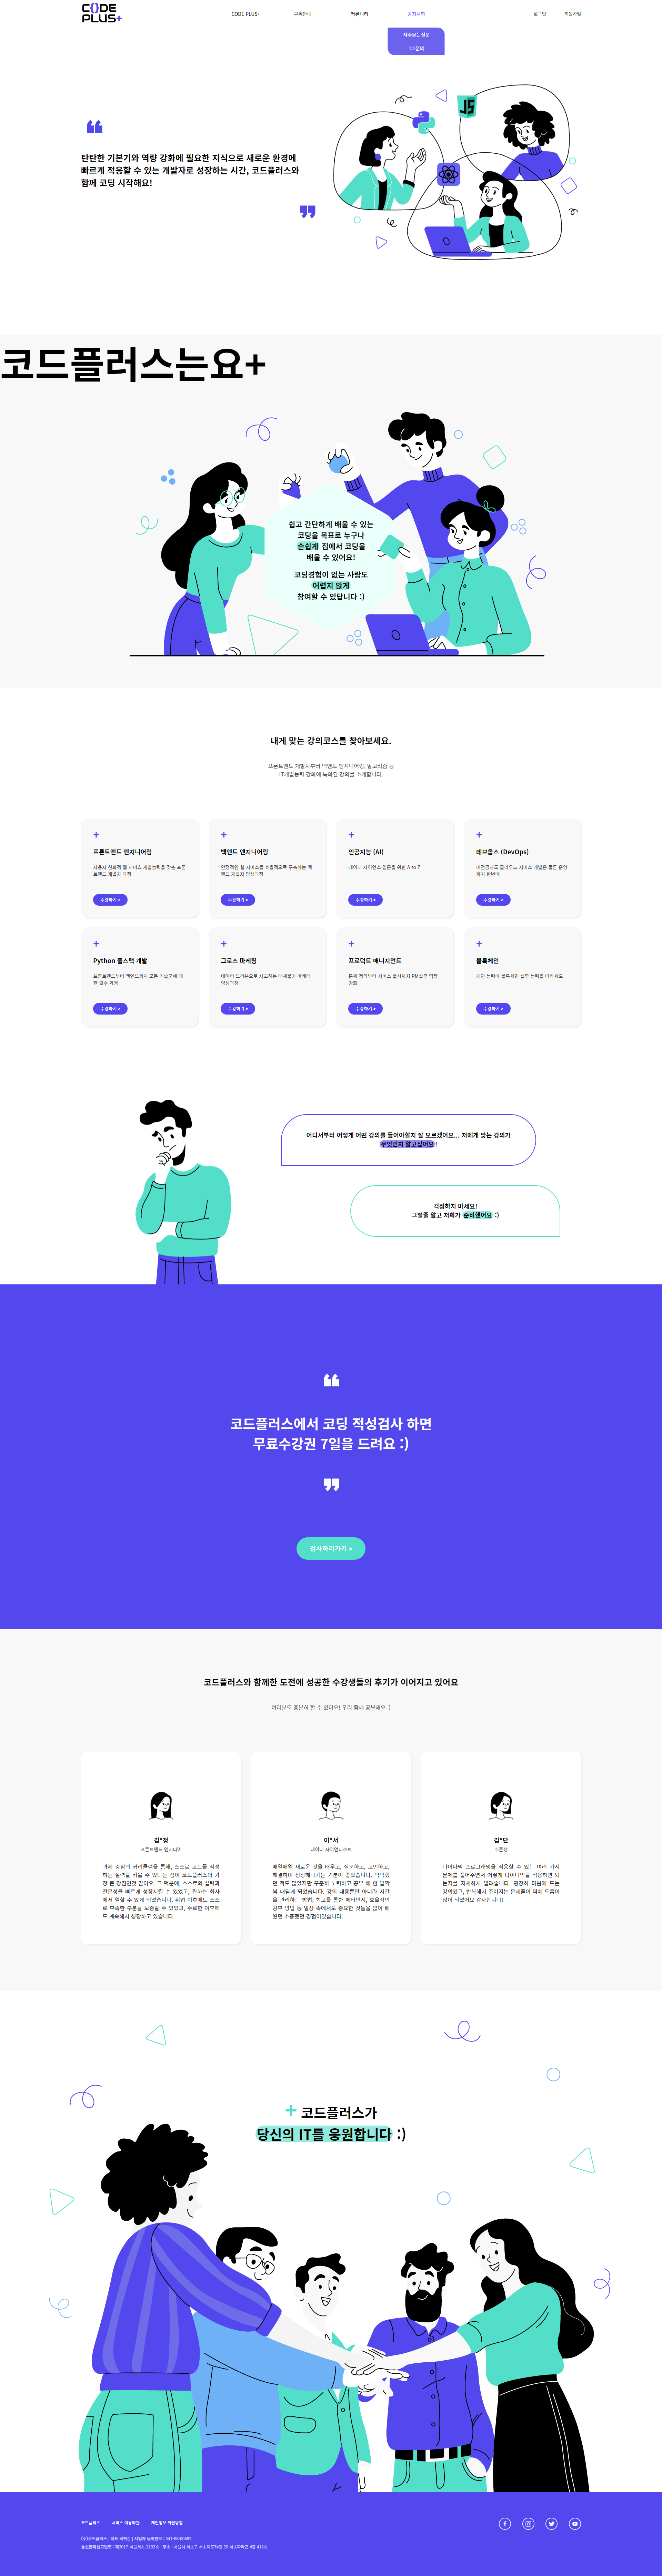 CODE PLUS+
CODE PLUS+
구독안내
커뮤니티
공지사항
로그인
회원가입
자주묻는질문
1:1문의
JS
탄탄한 기본기와 역량 강화에 필요한 지식으로 새로운 환경에
빠르게 적응할 수 있는 개발자로 성장하는 시간, 코드플러스와
함께 코딩 시작해요!
코드플러스는요+
쉽고 간단하게 배울 수 있는
코딩을 목표로 누구나
손쉽게 집에서 코딩을
배울 수 있어요!
코딩경험이 없는 사람도
어렵지 않게
참여할 수 있답니다 :)
내게 맞는 강의코스를 찾아보세요.
프론트엔드 개발자부터 백엔드 엔지니어링, 알고리즘 등
IT개발능력 강화에 특화된 강의를 소개합니다.
프론트엔드 엔지니어링
사용자 친화적 웹 서비스 개발능력을 갖춘 프론
트엔드 개발자 과정
수강하기 >
백엔드 엔지니어링
안정적인 웹 서비스를 효율적으로 구축하는 백
엔드 개발자 양성과정
수강하기 >
인공지능 (AI)
데이터 사이언스 입문을 위한 A to Z
수강하기 >
데브옵스 (DevOps)
비전공자도 클라우드 서비스 개발은 물론 운영
까지 한번에
수강하기 >
Python 풀스택 개발
프론트엔드부터 백엔드까지 모든 기술군에 대
한 필수 과정
수강하기 >
그로스 마케팅
데이터 드리븐으로 사고하는 대체불가 마케터
양성과정
수강하기 >
프로덕트 매니지먼트
문제 정의부터 서비스 출시까지 PM실무 역량
강화
수강하기 >
블록체인
개인 능력에 블록체인 실무 능력을 더하세요
수강하기 >
어디서부터 어떻게 어떤 강의를 들어야할지 잘 모르겠어요... 저에게 맞는 강의가
무엇인지 알고싶어요!
걱정하지 마세요!
그럴줄 알고 저희가 준비했어요 :)
코드플러스에서 코딩 적성검사 하면
무료수강권 7일을 드려요 :)
검사하러가기 >
코드플러스와 함께한 도전에 성공한 수강생들의 후기가 이어지고 있어요
여러분도 충분히 할 수 있어요! 우리 함께 공부해요 :)
김*정
프론트엔드 엔지니어
과제 중심의 커리큘럼을 통해, 스스로 코드를 작성
하는 실력을 키울 수 있다는 점이 코드플러스의 가
장 큰 장점인것 같아요. 그 덕분에, 스스로의 실력과
전문성을 빠르게 성장시킬 수 있었고, 원하는 회사
에서 일할 수 있게 되었습니다. 취업 이후에도 스스
로 부족한 부분을 보충할 수 있었고, 수료한 이후에
도 계속해서 성장하고 있습니다.
이*서
데이터 사이언티스트
매일매일 새로운 것을 배우고, 질문하고, 고민하고,
해결하며 성장해나가는 기분이 좋았습니다. 막막했
던 적도 많았지만 꾸준히 노력하고 공부 해 한 발짝
씩 내딛게 되었습니다. 강의 내용뿐만 아니라 시간
을 관리하는 방법, 회고를 통한 메타인지, 효율적인
공부 방법 등 일상 속에서도 중요한 것들을 많이 배
웠던 소중했던 경험이었습니다.
김*단
취준생
다이나믹 프로그래밍을 적용할 수 있는 여러 가지
문제를 풀어주면서 어떻게 다이나믹을 적용하면 되
는지를 자세하게 알려줍니다. 굉장히 마음에 드는
강의였고, 반복해서 주어지는 문제풀이 덕에 도움이
많이 되었어요 감사합니다!
+ 코드플러스가
당신의 IT를 응원합니다 :)
코드플러스
서비스 이용약관
개인정보 취급방침